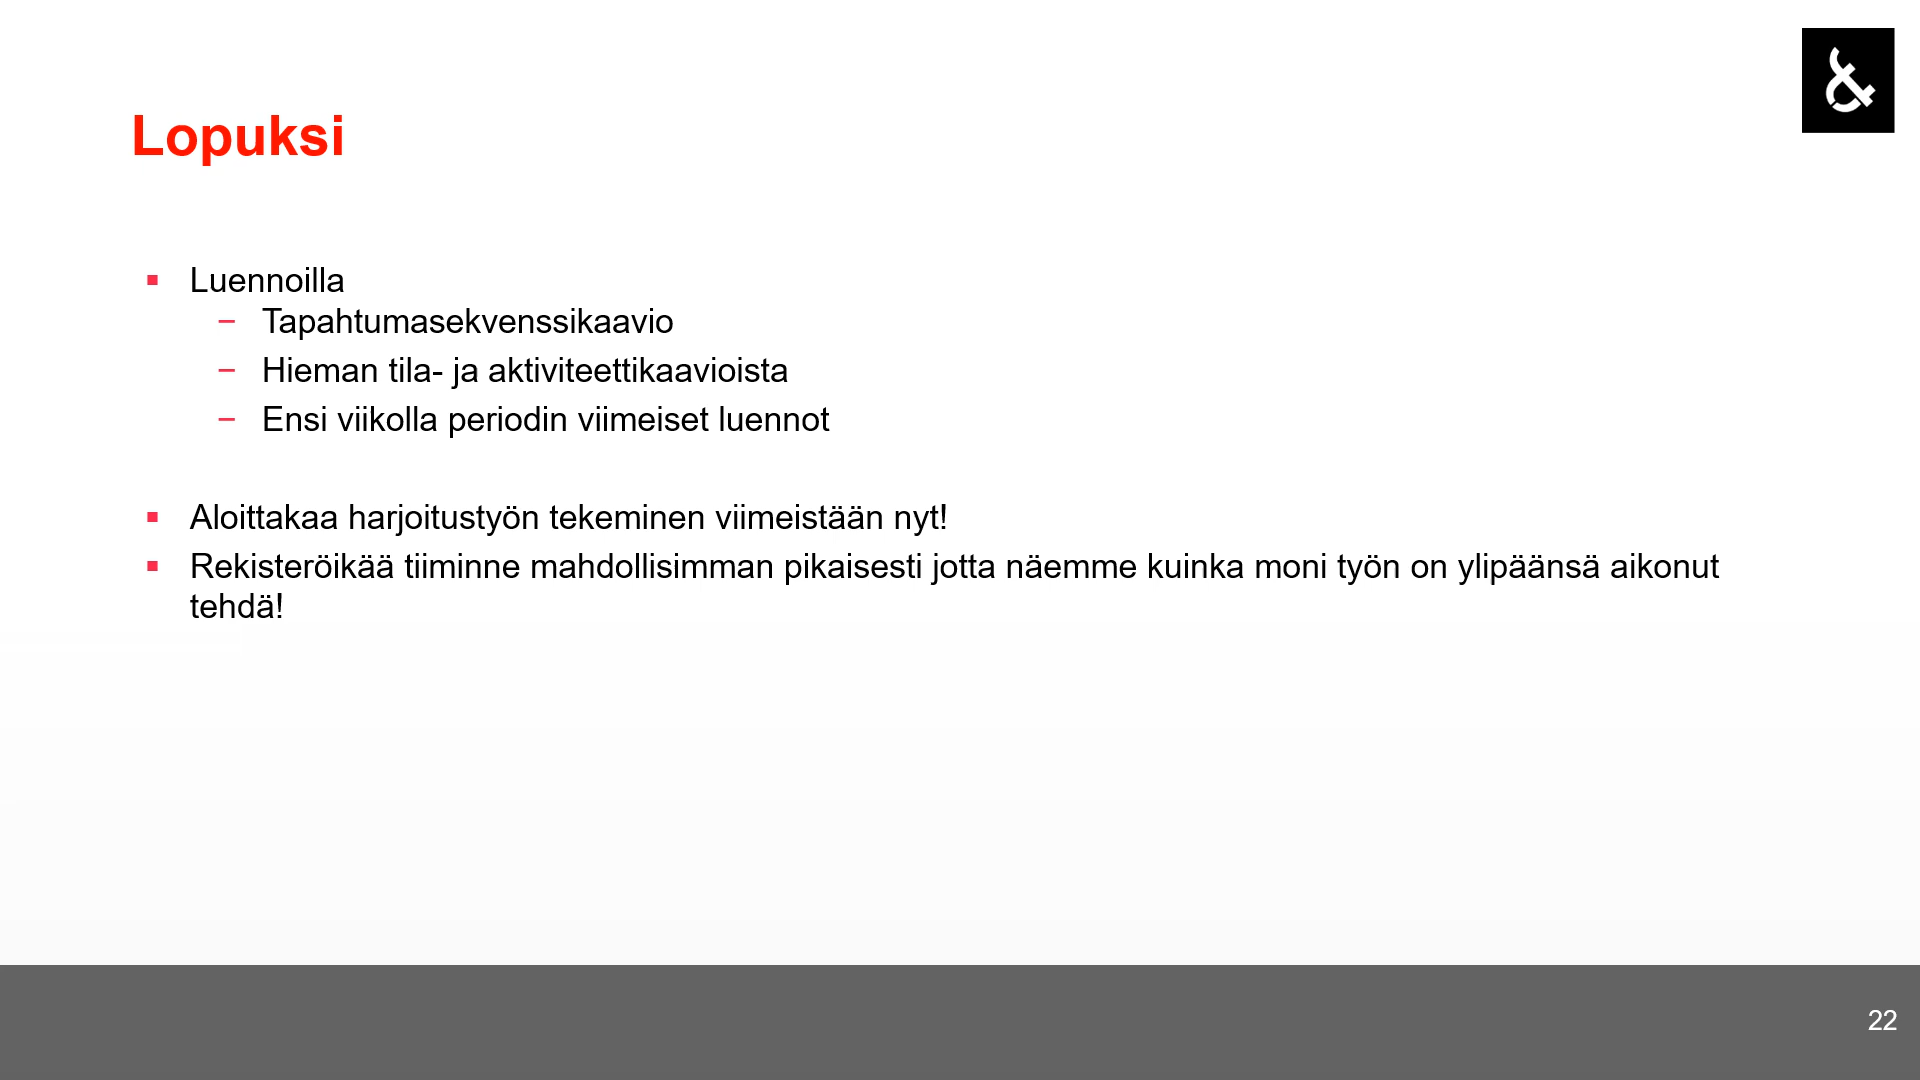 &
Lopuksi
▪ Luennoilla
− Tapahtumasekvenssikaavio
− Hieman tila- ja aktiviteettikaavioista
− Ensi viikolla periodin viimeiset luennot
▪ Aloittakaa harjoitustyön tekeminen viimeistään nyt!
▪ Rekisteröikää tiiminne mahdollisimman pikaisesti jotta näemme kuinka moni työn on ylipäänsä aikonut
tehdä!
22